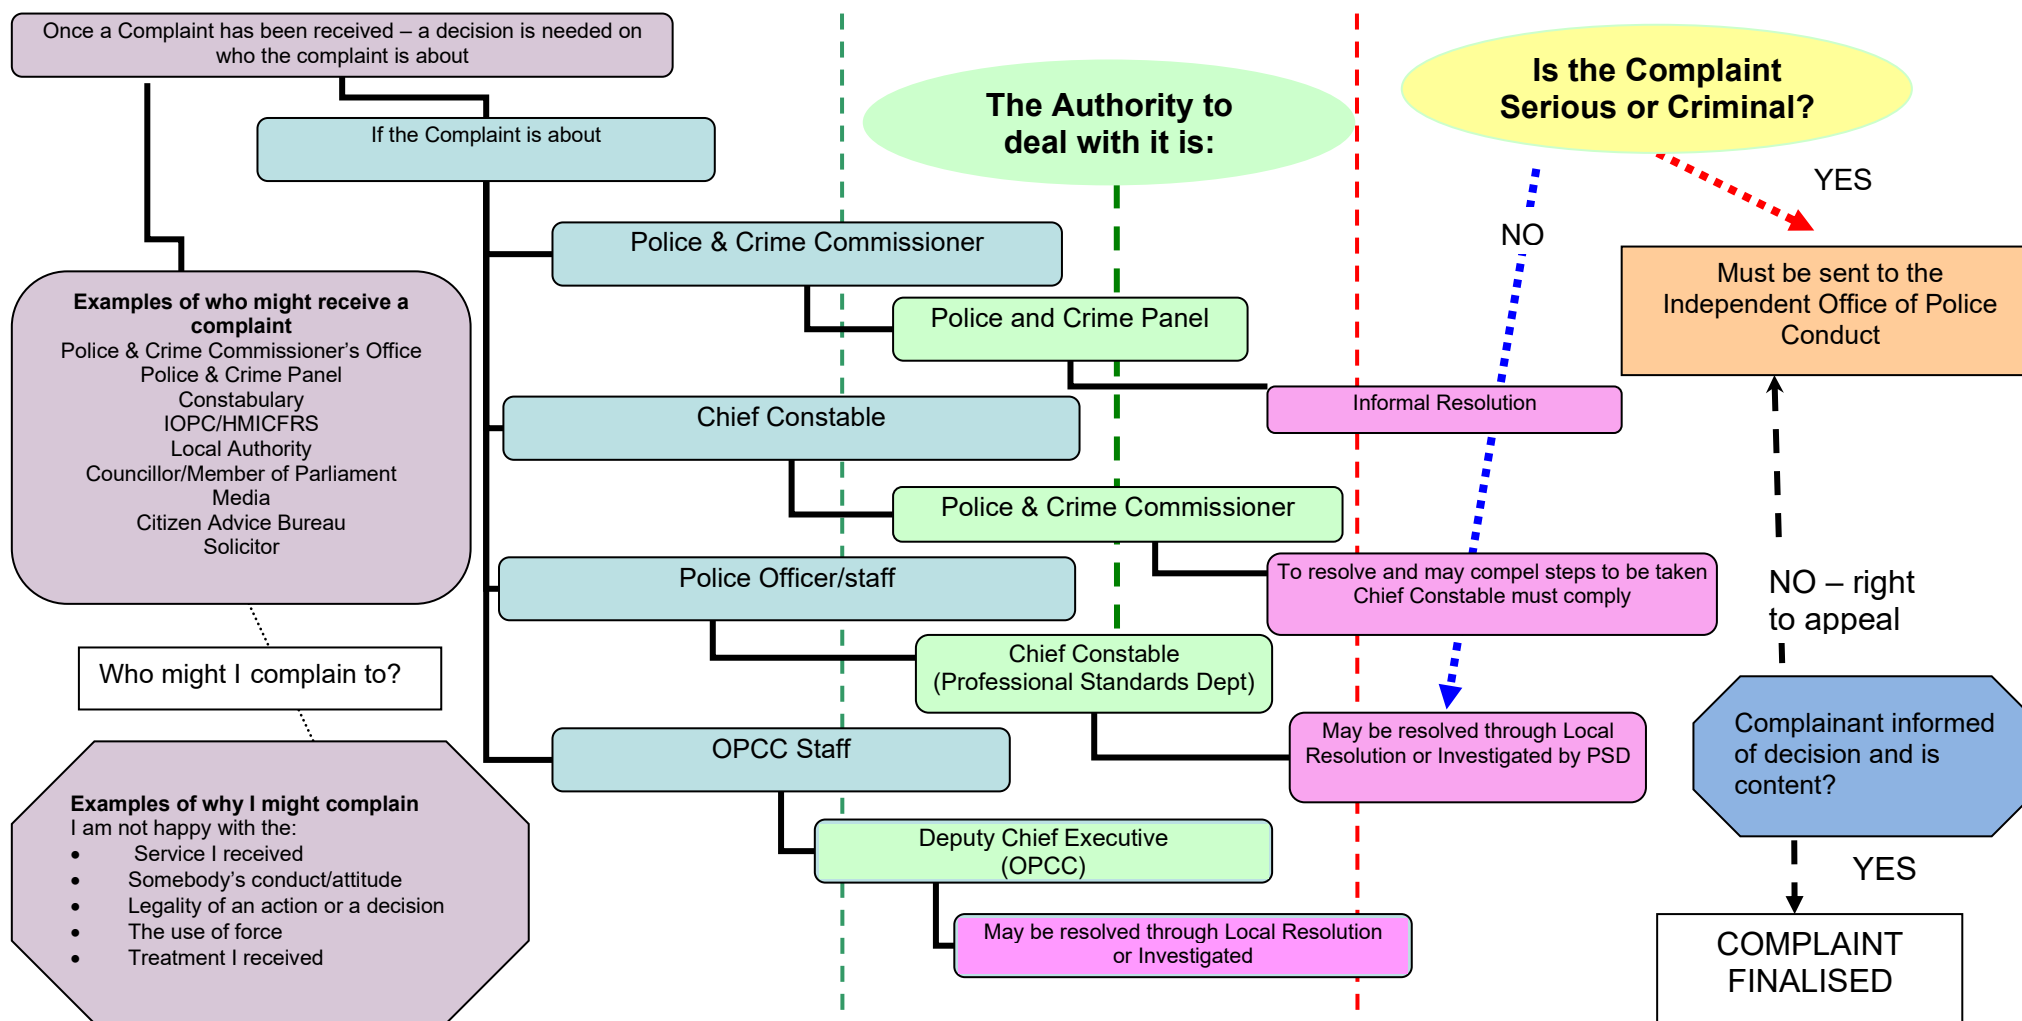 Once a Complaint has been received – a decision is needed on
who the complaint is about
If the Complaint is about
The Authority to
deal with it is:
Is the Complaint
Serious or Criminal?
YES
NO
Must be sent to the
Independent Office of Police
Conduct
Police & Crime Commissioner
Police and Crime Panel
Informal Resolution
Examples of who might receive a
complaint
Police & Crime Commissioner’s Office
Police & Crime Panel
Constabulary
IOPC/HMICFRS
Local Authority
Councillor/Member of Parliament
Media
Citizen Advice Bureau
Solicitor
Chief Constable
Police & Crime Commissioner
To resolve and may compel steps to be taken
Chief Constable must comply
Police Officer/staff
Chief Constable
(Professional Standards Dept)
May be resolved through Local
Resolution or Investigated by PSD
NO – right
to appeal
Who might I complain to?
OPCC Staff
Deputy Chief Executive
(OPCC)
May be resolved through Local Resolution
or Investigated
Complainant informed
of decision and is
content?
YES
COMPLAINT
FINALISED
Examples of why I might complain
I am not happy with the:
• Service I received
• Somebody’s conduct/attitude
• Legality of an action or a decision
• The use of force
• Treatment I received